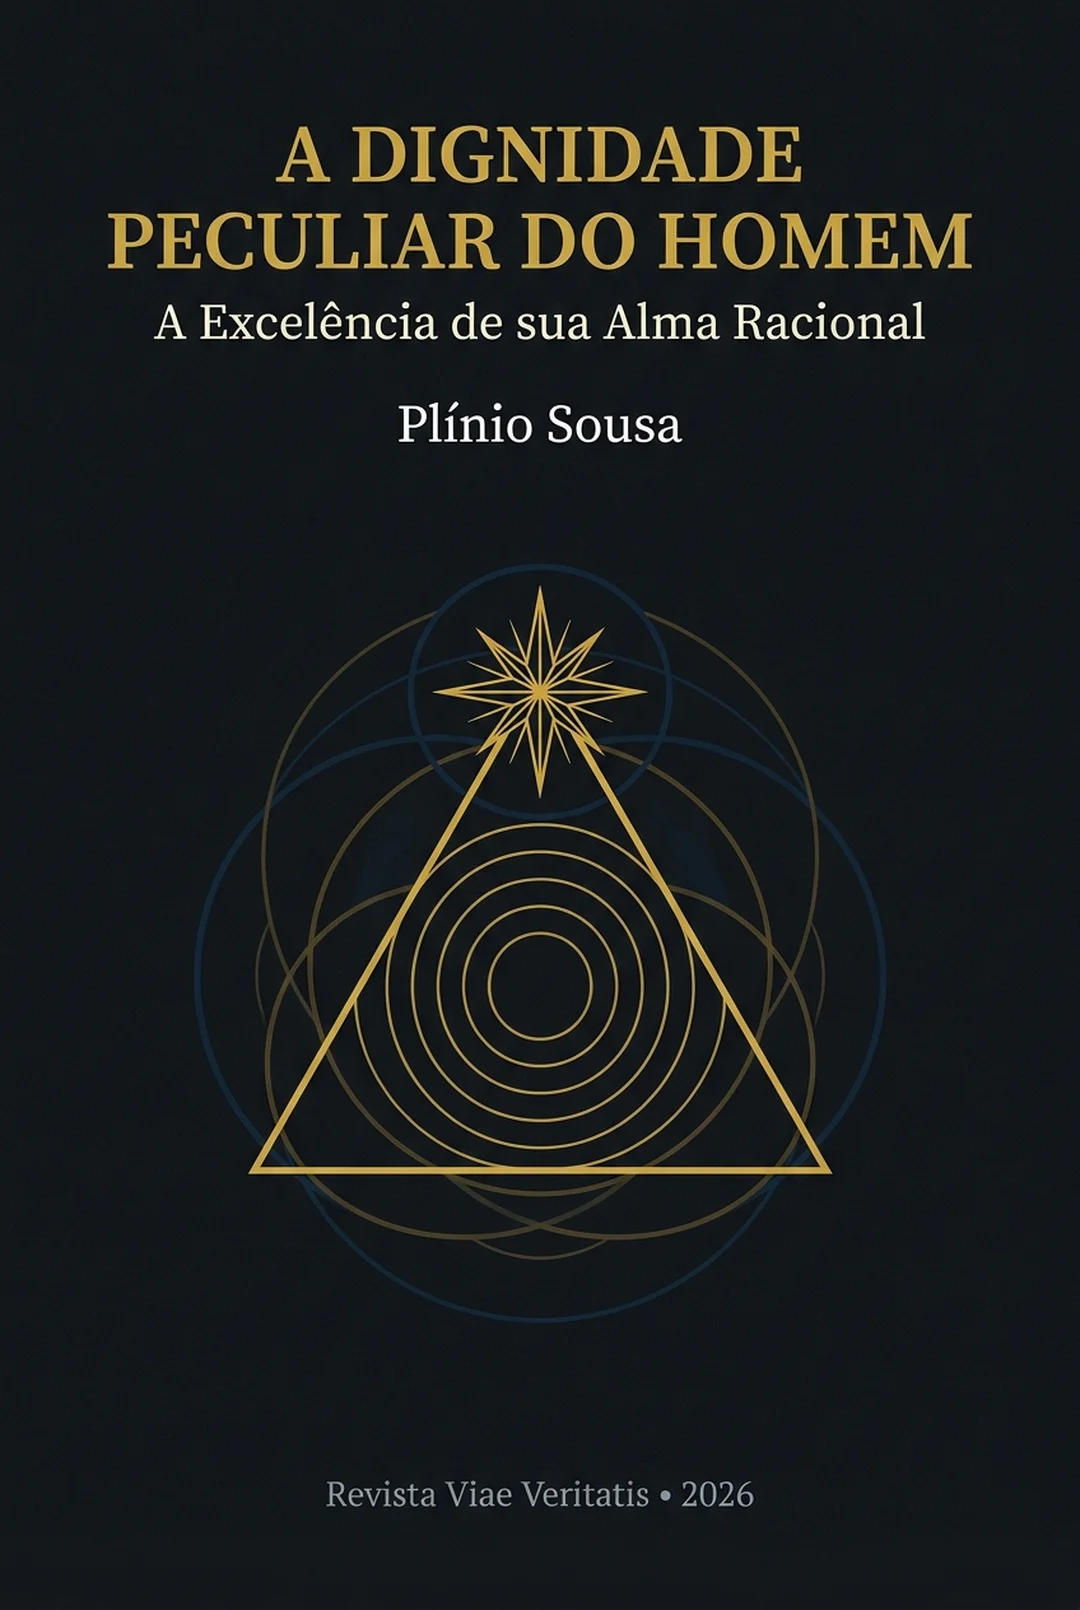 A DIGNIDADE
PECULIAR DO HOMEM
A Excelência de sua Alma Racional
Plínio Sousa
Revista Viae Veritatis • 2026